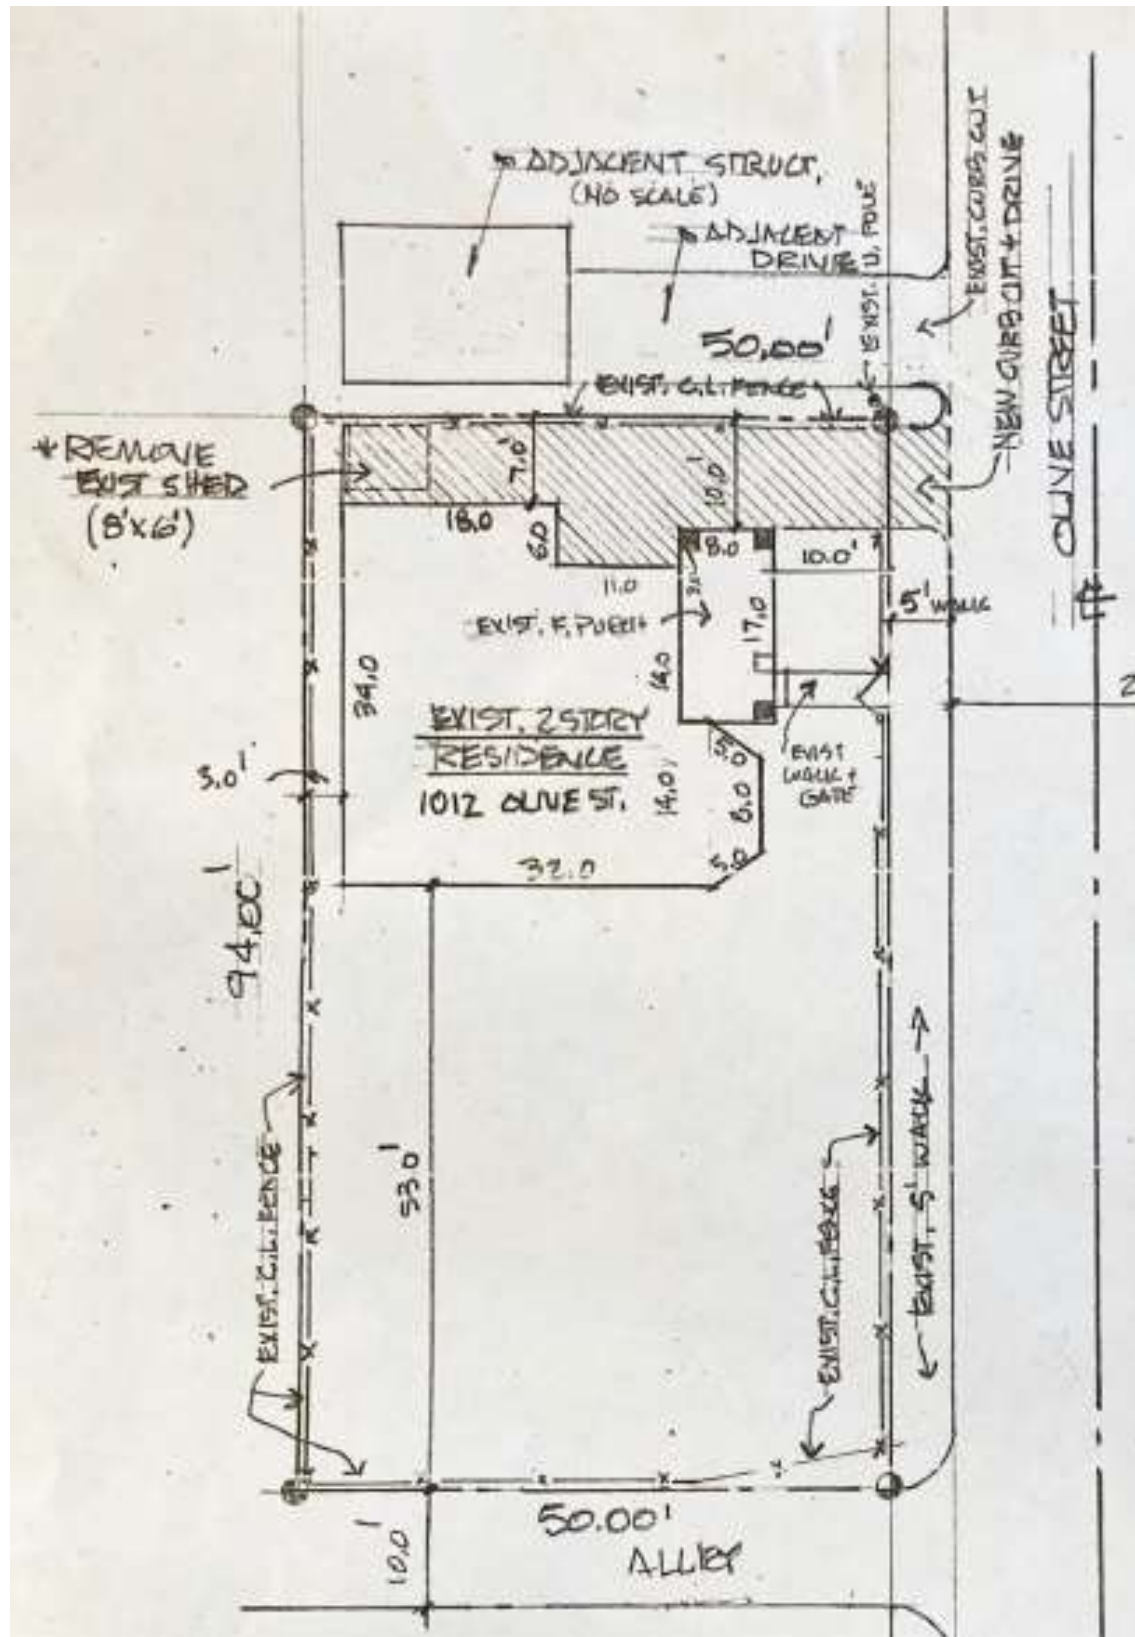 ADJACENT STRUCT.
(NO SCALE)
ADJACENT
DRIVE
EXIST. U. POLE
EXIST. CURB CUT
NEW CURB CUT + DRIVE
OLIVE STREET
50.00'
EXIST. C.L. FENCE
* REMOVE
EXIST SHED
(8'X6')
7.0'
10.0'
18.0
6.0
11.0
8.0
10.0'
5' WALK
EXIST. F. PORCH
17.0
14.0
34.0
EXIST. 2 STORY
RESIDENCE
1012 OLIVE ST.
EXIST
WALK +
GATE
5.0
8.0
5.0
14.0
3.0'
32.0
94.00'
53.0'
EXIST. C.L. FENCE
EXIST. C.L. FENCE
EXIST. 5' WALK
50.00'
ALLEY
10.0'
2